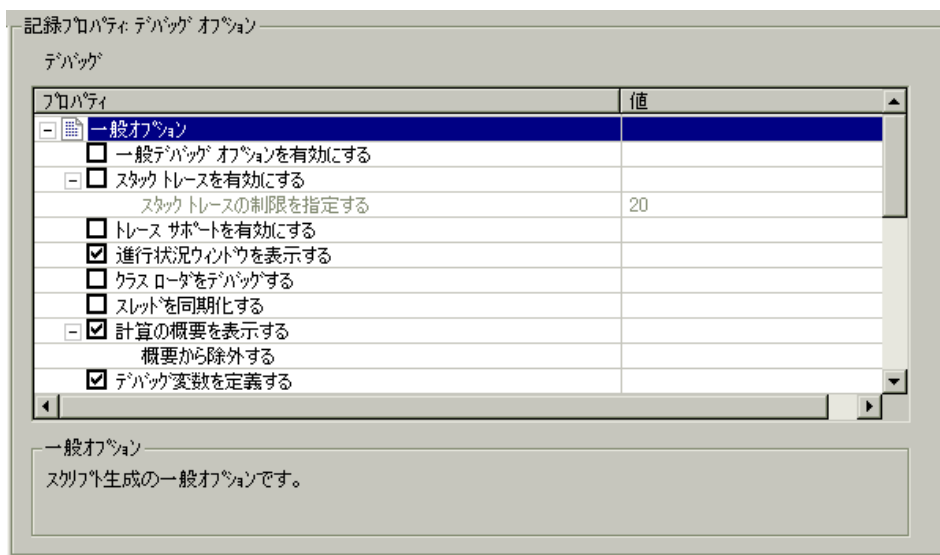 記録プロパティ: デバッグ オプション
デバッグ
プロパティ 値
一般オプション
一般デバッグ オプションを有効にする
スタック トレースを有効にする
スタック トレースの制限を指定する 20
トレース サポートを有効にする
進行状況ウィンドウを表示する
クラス ローダをデバッグする
スレッドを同期化する
計算の概要を表示する
概要から除外する
デバッグ変数を定義する
一般オプション
スクリプト生成の一般オプションです。